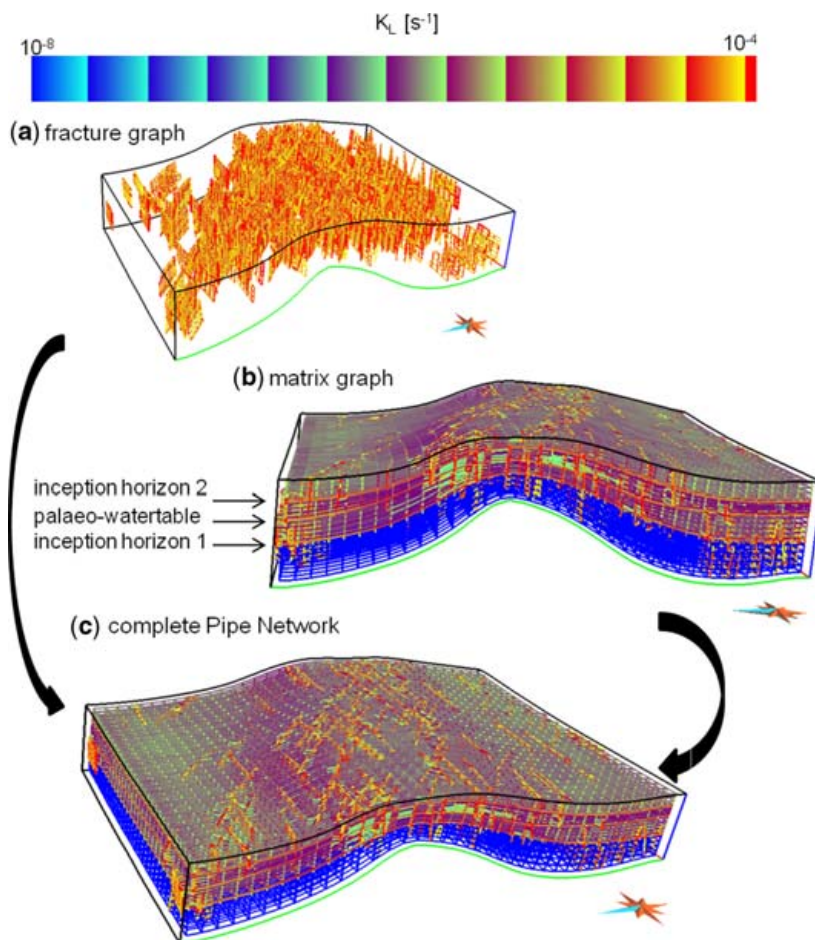 K_L [s⁻¹]
10⁻⁸ 10⁻⁴
(a) fracture graph
(b) matrix graph
inception horizon 2
palaeo-watertable
inception horizon 1
(c) complete Pipe Network